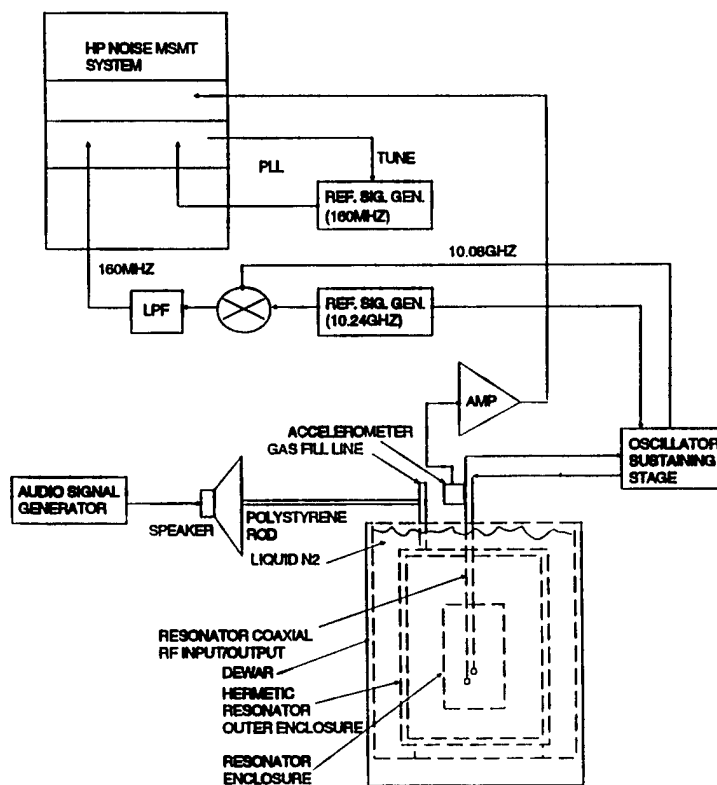 HP NOISE MSMT
SYSTEM
TUNE
PLL
REF. SIG. GEN.
(160MHZ)
160MHZ
10.08GHZ
LPF
REF. SIG. GEN.
(10.24GHZ)
AMP
ACCELEROMETER
GAS FILL LINE
OSCILLATOR
SUSTAINING
STAGE
AUDIO SIGNAL
GENERATOR
SPEAKER
POLYSTYRENE
ROD
LIQUID N2
RESONATOR COAXIAL
RF INPUT/OUTPUT
DEWAR
HERMETIC
RESONATOR
OUTER ENCLOSURE
RESONATOR
ENCLOSURE